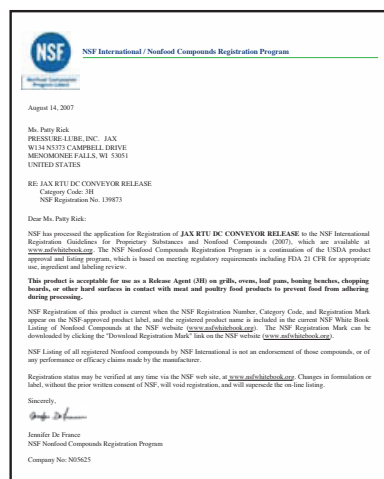 NSF
NSF International / Nonfood Compounds Registration Program
Nonfood Compounds
Program Listed
August 14, 2007
Ms. Patty Riek
PRESSURE-LUBE, INC. JAX
W134 N5373 CAMPBELL DRIVE
MENOMONEE FALLS, WI 53051
UNITED STATES
RE: JAX RTU DC CONVEYOR RELEASE
Category Code: 3H
NSF Registration No. 139873
Dear Ms. Patty Riek:
NSF has processed the application for Registration of JAX RTU DC CONVEYOR RELEASE to the NSF International
Registration Guidelines for Proprietary Substances and Nonfood Compounds (2007), which are available at
www.nsfwhitebook.org. The NSF Nonfood Compounds Registration Program is a continuation of the USDA product
approval and listing program, which is based on meeting regulatory requirements including FDA 21 CFR for appropriate
use, ingredient and labeling review.
This product is acceptable for use as a Release Agent (3H) on grills, ovens, loaf pans, boning benches, chopping
boards, or other hard surfaces in contact with meat and poultry food products to prevent food from adhering
during processing.
NSF Registration of this product is current when the NSF Registration Number, Category Code, and Registration Mark
appear on the NSF-approved product label, and the registered product name is included in the current NSF White Book
Listing of Nonfood Compounds at the NSF website (www.nsfwhitebook.org). The NSF Registration Mark can be
downloaded by clicking the "Download Registration Mark" link on the NSF website (www.nsfwhitebook.org).
NSF Listing of all registered Nonfood compounds by NSF International is not an endorsement of those compounds, or of
any performance or efficacy claims made by the manufacturer.
Registration status may be verified at any time via the NSF web site, at www.nsfwhitebook.org. Changes in formulation or
label, without the prior written consent of NSF, will void registration, and will supersede the on-line listing.
Sincerely,
Jennifer De France
NSF Nonfood Compounds Registration Program
Company No: N05625